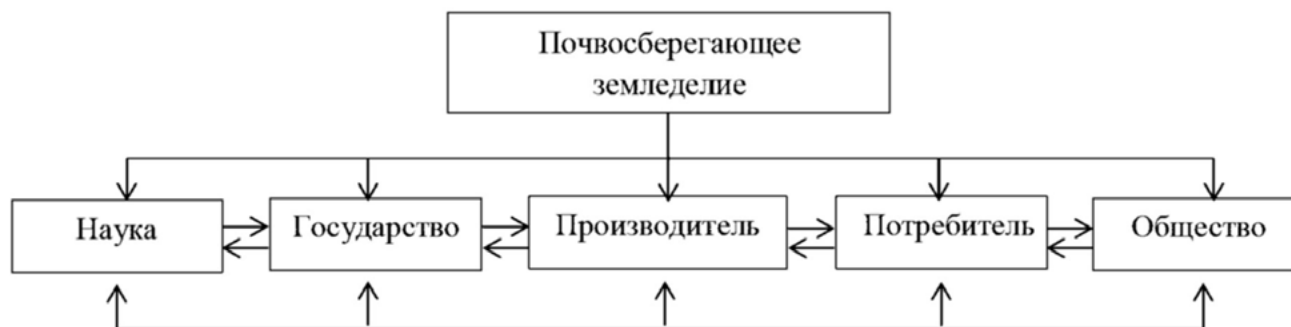 Почвосберегающее
земледелие
Наука
Государство
Производитель
Потребитель
Общество